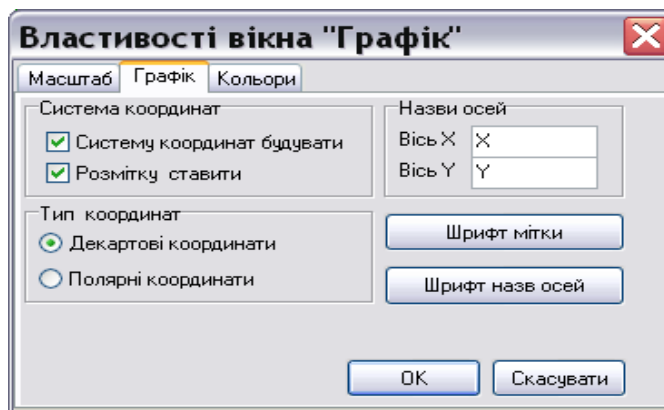 Властивості вікна "Графік"
Масштаб Графік Кольори
Система координат
Систему координат будувати
Розмітку ставити
Назви осей
Вісь X X
Вісь Y Y
Тип координат
Декартові координати
Полярні координати
Шрифт мітки
Шрифт назв осей
OK Скасувати